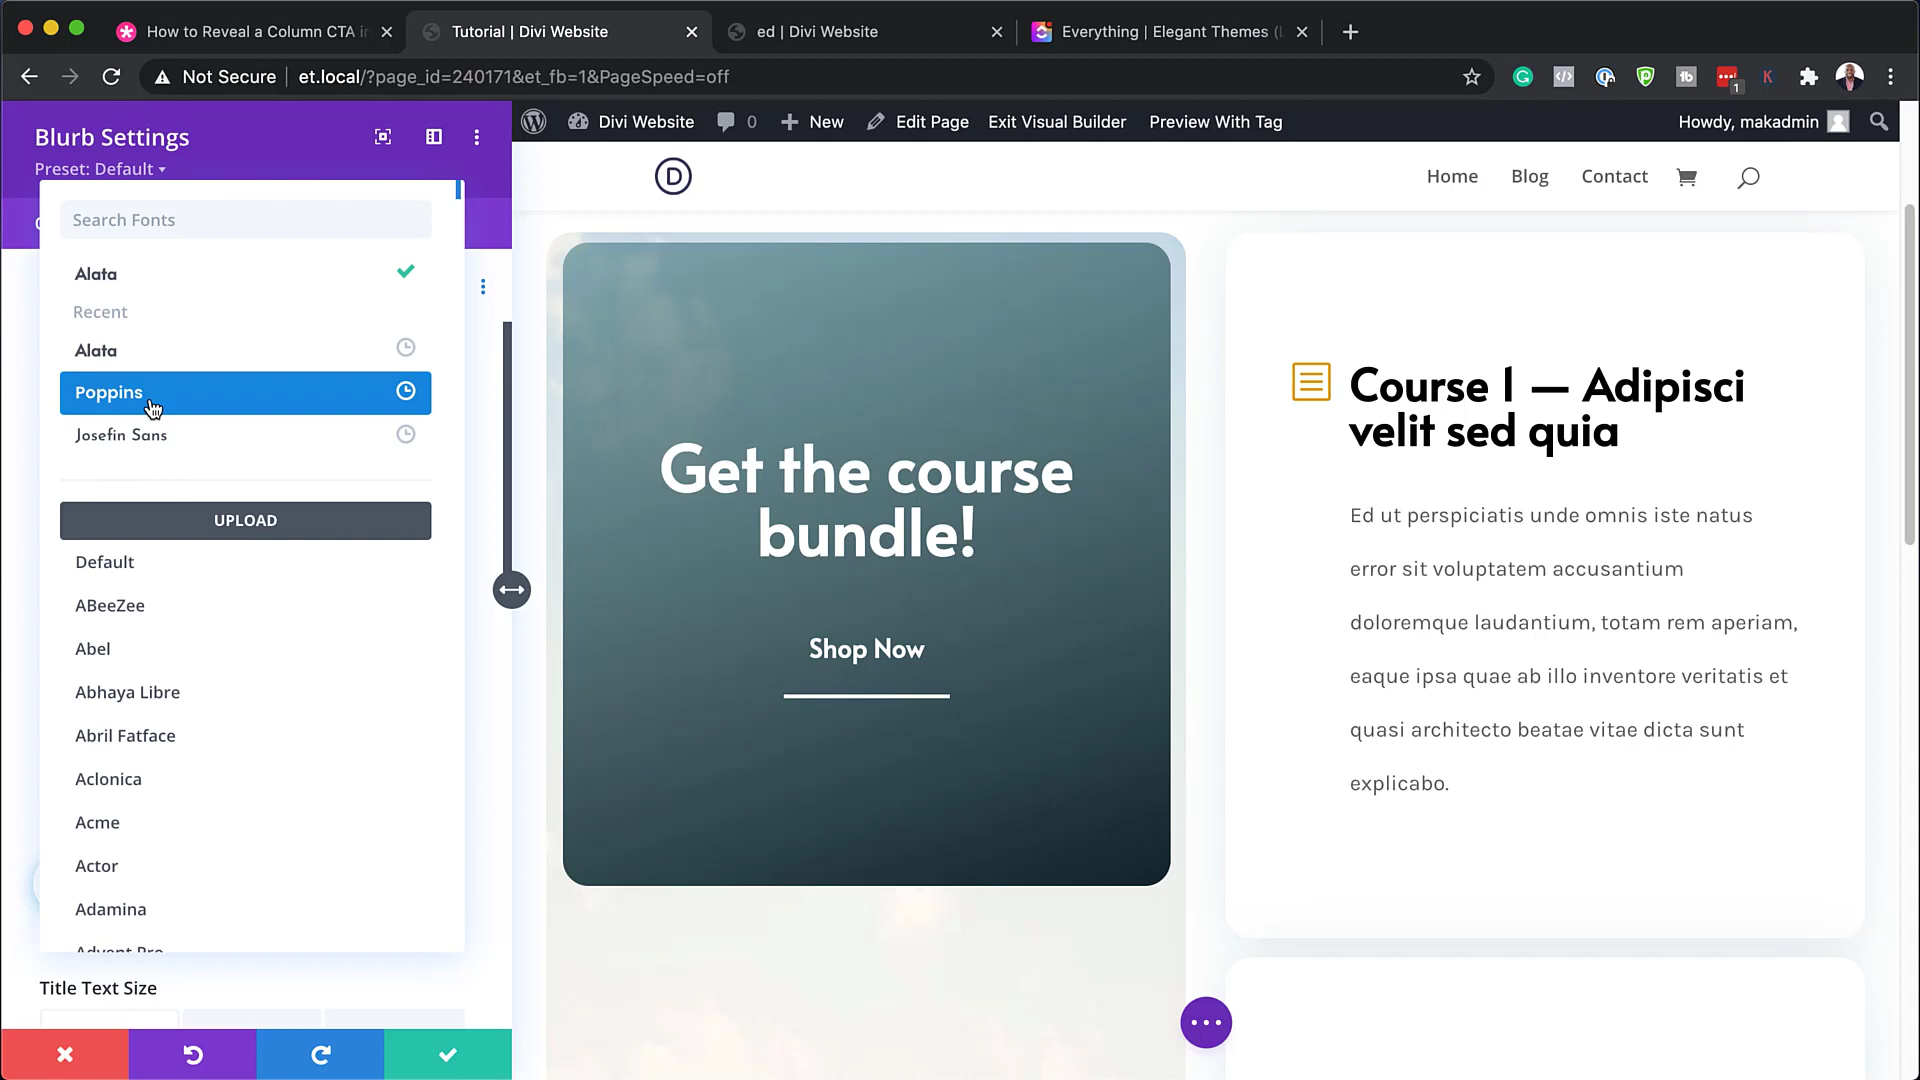 How to Reveal a Column CTA in
Tutorial | Divi Website
ed | Divi Website
Everything | Elegant Themes (
Not Secure
et.local/?page_id=240171&et_fb=1&PageSpeed=off
1
Divi Website
0
New
Edit Page
Exit Visual Builder
Preview With Tag
Howdy, makadmin
Blurb Settings
Preset: Default
Search Fonts
Alata
Recent
Alata
Poppins
Josefin Sans
UPLOAD
Default
ABeeZee
Abel
Abhaya Libre
Abril Fatface
Aclonica
Acme
Actor
Adamina
Advent Pro
Title Text Size
D
Home
Blog
Contact
Get the course
bundle!
Shop Now
Course 1 — Adipisci
velit sed quia
Ed ut perspiciatis unde omnis iste natus
error sit voluptatem accusantium
doloremque laudantium, totam rem aperiam,
eaque ipsa quae ab illo inventore veritatis et
quasi architecto beatae vitae dicta sunt
explicabo.